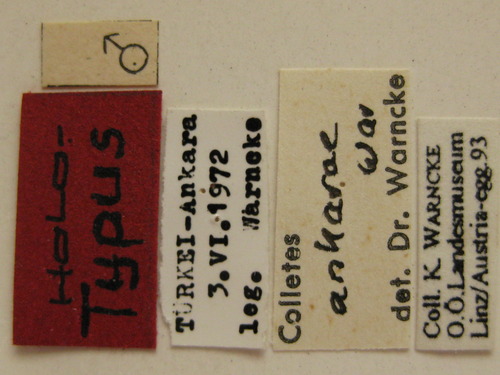 ♂
HOLO-
Typus
TÜRKEI-Ankara
3.VI.1972
leg. Warncke
Colletes
ankarae
War
det. Dr. Warncke
Coll. K. WARNCKE
O.Ö.Landesmuseum
Linz/Austria-egg.93